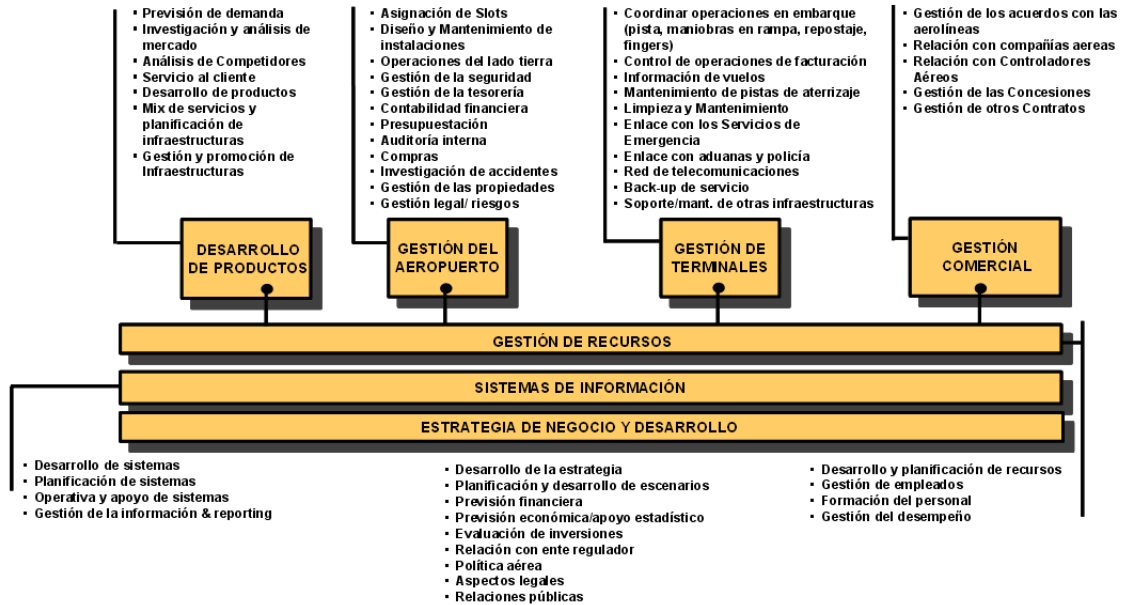 ▪ Previsión de demanda
▪ Investigación y análisis de
mercado
▪ Análisis de Competidores
▪ Servicio al cliente
▪ Desarrollo de productos
▪ Mix de servicios y
planificación de
infraestructuras
▪ Gestión y promoción de
Infraestructuras
▪ Asignación de Slots
▪ Diseño y Mantenimiento de
instalaciones
▪ Operaciones del lado tierra
▪ Gestión de la seguridad
▪ Gestión de la tesorería
▪ Contabilidad financiera
▪ Presupuestación
▪ Auditoría interna
▪ Compras
▪ Investigación de accidentes
▪ Gestión de las propiedades
▪ Gestión legal/ riesgos
▪ Coordinar operaciones en embarque
(pista, maniobras en rampa, repostaje,
fingers)
▪ Control de operaciones de facturación
▪ Información de vuelos
▪ Mantenimiento de pistas de aterrizaje
▪ Limpieza y Mantenimiento
▪ Enlace con los Servicios de
Emergencia
▪ Enlace con aduanas y policía
▪ Red de telecomunicaciones
▪ Back-up de servicio
▪ Soporte/mant. de otras infraestructuras
▪ Gestión de los acuerdos con las
aerolíneas
▪ Relación con compañías aereas
▪ Relación con Controladores
Aéreos
▪ Gestión de las Concesiones
▪ Gestión de otros Contratos
DESARROLLO
DE PRODUCTOS
GESTIÓN DEL
AEROPUERTO
GESTIÓN DE
TERMINALES
GESTIÓN
COMERCIAL
GESTIÓN DE RECURSOS
SISTEMAS DE INFORMACIÓN
ESTRATEGIA DE NEGOCIO Y DESARROLLO
▪ Desarrollo de sistemas
▪ Planificación de sistemas
▪ Operativa y apoyo de sistemas
▪ Gestión de la información & reporting
▪ Desarrollo de la estrategia
▪ Planificación y desarrollo de escenarios
▪ Previsión financiera
▪ Previsión económica/apoyo estadístico
▪ Evaluación de inversiones
▪ Relación con ente regulador
▪ Política aérea
▪ Aspectos legales
▪ Relaciones públicas
▪ Desarrollo y planificación de recursos
▪ Gestión de empleados
▪ Formación del personal
▪ Gestión del desempeño